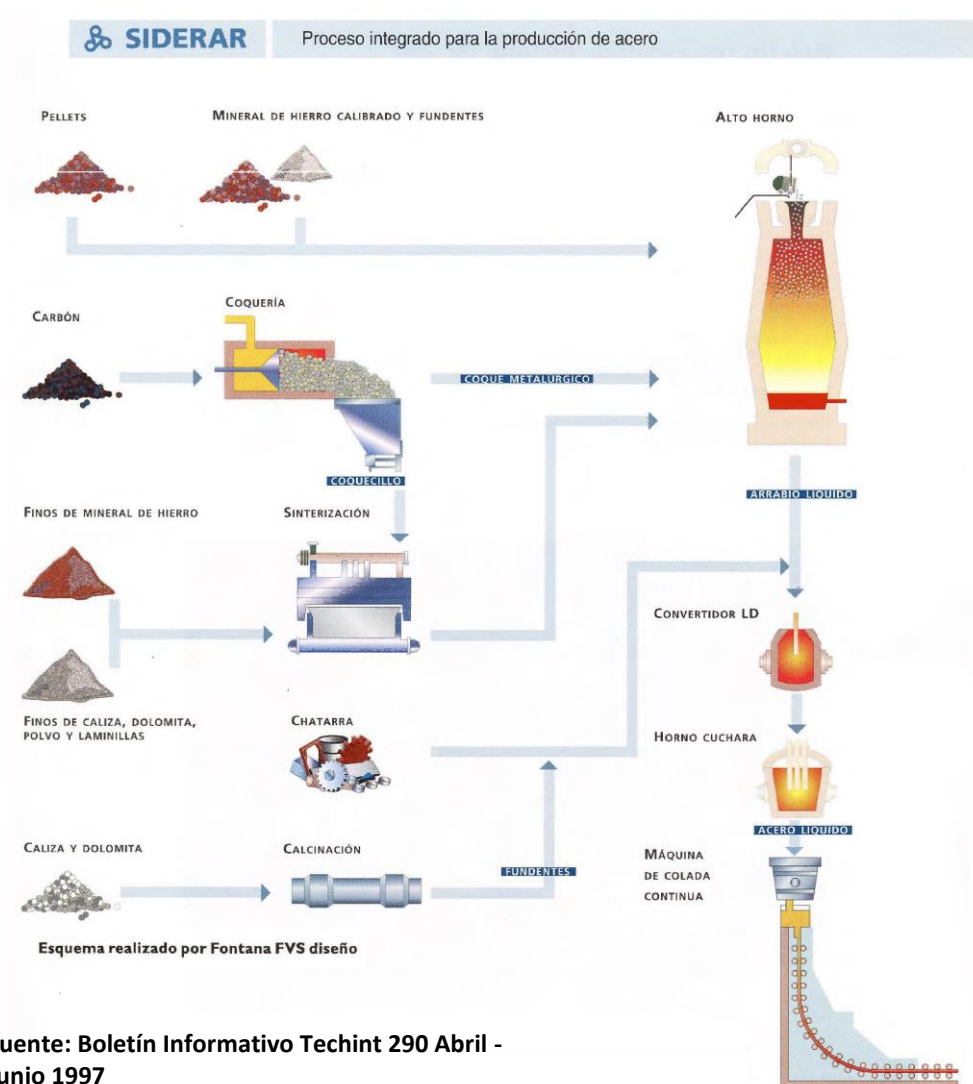 SIDERAR
Proceso integrado para la producción de acero
PELLETS
MINERAL DE HIERRO CALIBRADO Y FUNDENTES
ALTO HORNO
COQUERÍA
CARBÓN
COQUE METALURGICO
COQUECILLO
ARRABIO LIQUIDO
FINOS DE MINERAL DE HIERRO
SINTERIZACIÓN
CONVERTIDOR LD
FINOS DE CALIZA, DOLOMITA,
POLVO Y LAMINILLAS
CHATARRA
HORNO CUCHARA
ACERO LIQUIDO
CALIZA Y DOLOMITA
CALCINACIÓN
FUNDENTES
MÁQUINA
DE COLADA
CONTINUA
Esquema realizado por Fontana FVS diseño
uente: Boletín Informativo Techint 290 Abril -
unio 1997